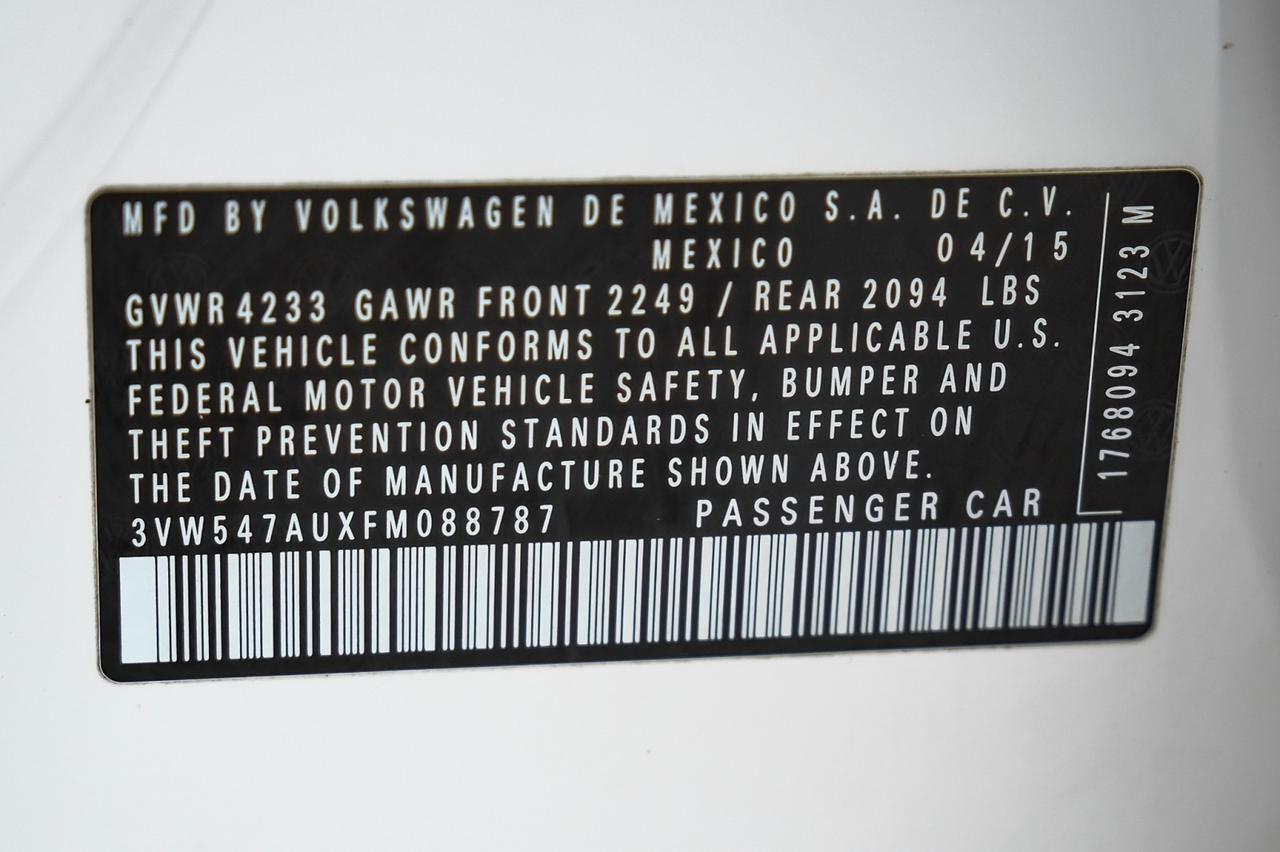 MFD BY VOLKSWAGEN DE MEXICO S.A. DE C.V.
MEXICO 04/15
GVWR 4233 GAWR FRONT 2249 / REAR 2094 LBS
THIS VEHICLE CONFORMS TO ALL APPLICABLE U.S.
FEDERAL MOTOR VEHICLE SAFETY, BUMPER AND
THEFT PREVENTION STANDARDS IN EFFECT ON
THE DATE OF MANUFACTURE SHOWN ABOVE.
3VW547AUXFM088787 PASSENGER CAR
1768094 3123 M